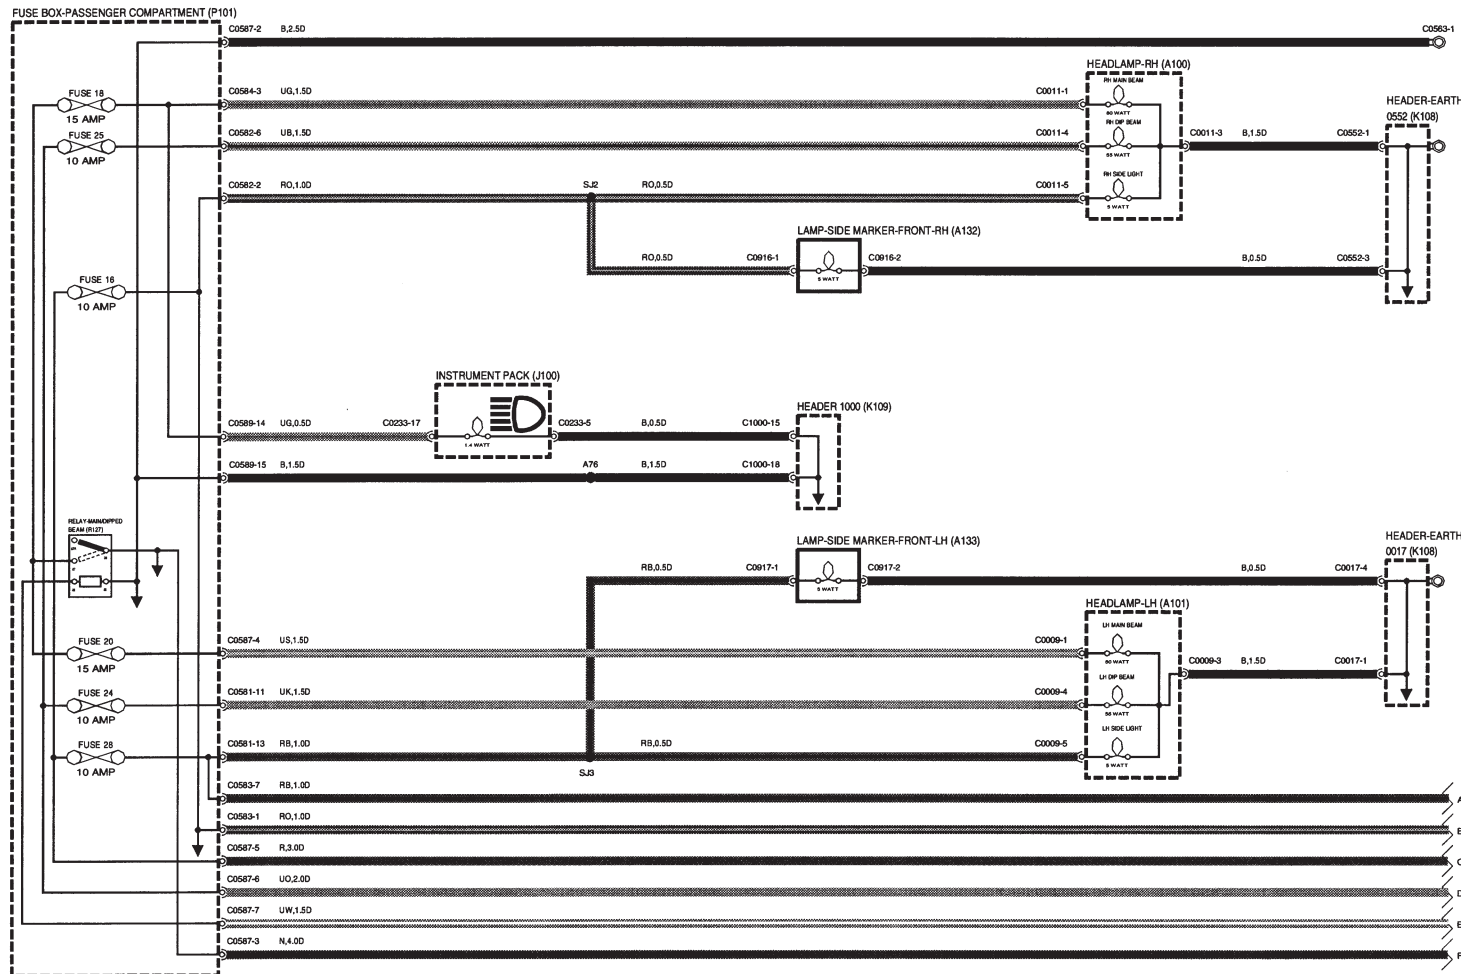 FUSE BOX-PASSENGER COMPARTMENT (P101)
C0587-2 B,2.5D C0563-1
HEADLAMP-RH (A100)
RH MAIN BEAM
FUSE 18
15 AMP
C0584-3 UG,1.5D C0011-1
60 WATT
HEADER-EARTH
0552 (K108)
RH DIP BEAM
FUSE 25
10 AMP
C0582-6 UB,1.5D C0011-4
55 WATT
C0011-3 B,1.5D C0552-1
RH SIDE LIGHT
C0582-2 RO,1.0D SJ2 RO,0.5D C0011-5
5 WATT
LAMP-SIDE MARKER-FRONT-RH (A132)
RO,0.5D C0916-1 C0916-2 B,0.5D C0552-3
5 WATT
FUSE 16
10 AMP
INSTRUMENT PACK (J100)
HEADER 1000 (K109)
C0589-14 UG,0.5D C0233-17 C0233-5 B,0.5D C1000-15
1.4 WATT
C0589-15 B,1.5D A76 B,1.5D C1000-18
RELAY-MAIN/DIPPED
BEAM (R127)
LAMP-SIDE MARKER-FRONT-LH (A133)
HEADER-EARTH
0017 (K108)
RB,0.5D C0917-1 C0917-2 B,0.5D C0017-4
5 WATT
HEADLAMP-LH (A101)
LH MAIN BEAM
FUSE 20
15 AMP
C0587-4 US,1.5D C0009-1
60 WATT
C0009-3 B,1.5D C0017-1
LH DIP BEAM
FUSE 24
10 AMP
C0581-11 UK,1.5D C0009-4
55 WATT
LH SIDE LIGHT
FUSE 28
10 AMP
C0581-13 RB,1.0D RB,0.5D C0009-5
5 WATT
SJ3
C0583-7 RB,1.0D A
C0583-1 RO,1.0D
C0587-5 R,3.0D
C0587-6 UO,2.0D
C0587-7 UW,1.5D
C0587-3 N,4.0D